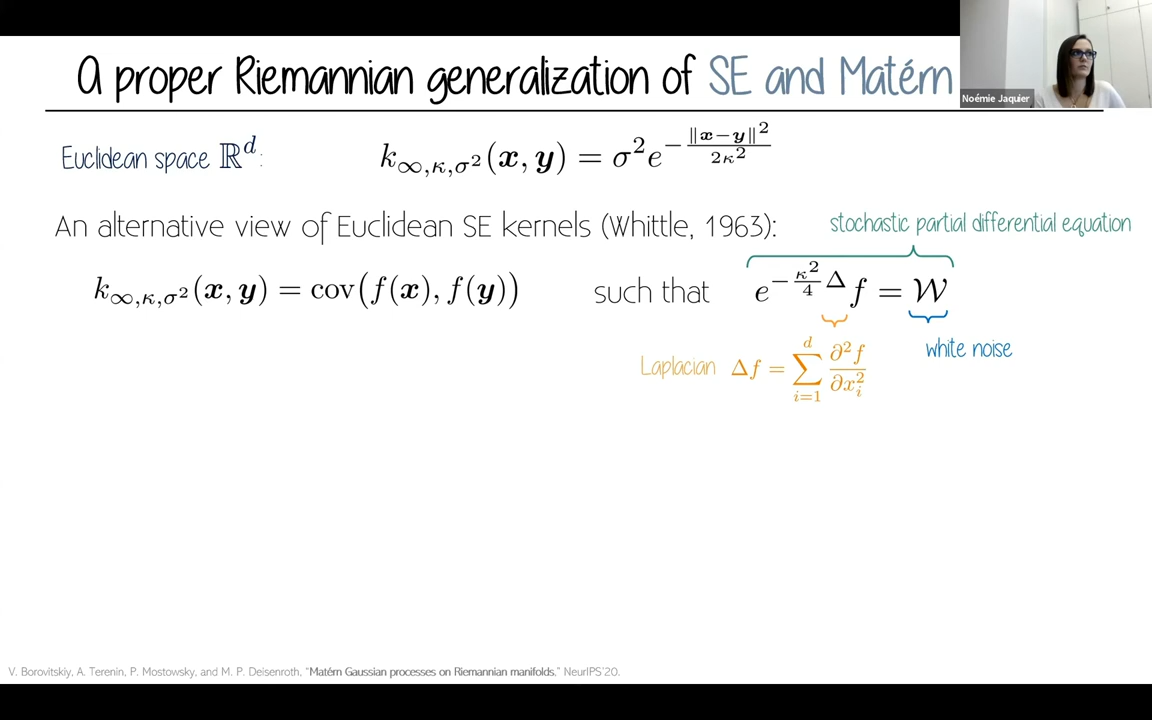 A proper Riemannian generalization of SE and Matérn
Noémie Jaquier
Euclidean space ℝ^d: k_{∞,κ,σ²}(x, y) = σ² e^{-‖x−y‖²/(2κ²)}
An alternative view of Euclidean SE kernels (Whittle, 1963):
stochastic partial differential equation
k_{∞,κ,σ²}(x, y) = cov(f(x), f(y)) such that e^{-κ²/4 Δ} f = 𝒲
white noise
Laplacian Δf = ∑_{i=1}^{d} ∂²f/∂x_i²
V. Borovitskiy, A. Terenin, P. Mostowsky, and M. P. Deisenroth, "Matérn Gaussian processes on Riemannian manifolds." NeurIPS'20.